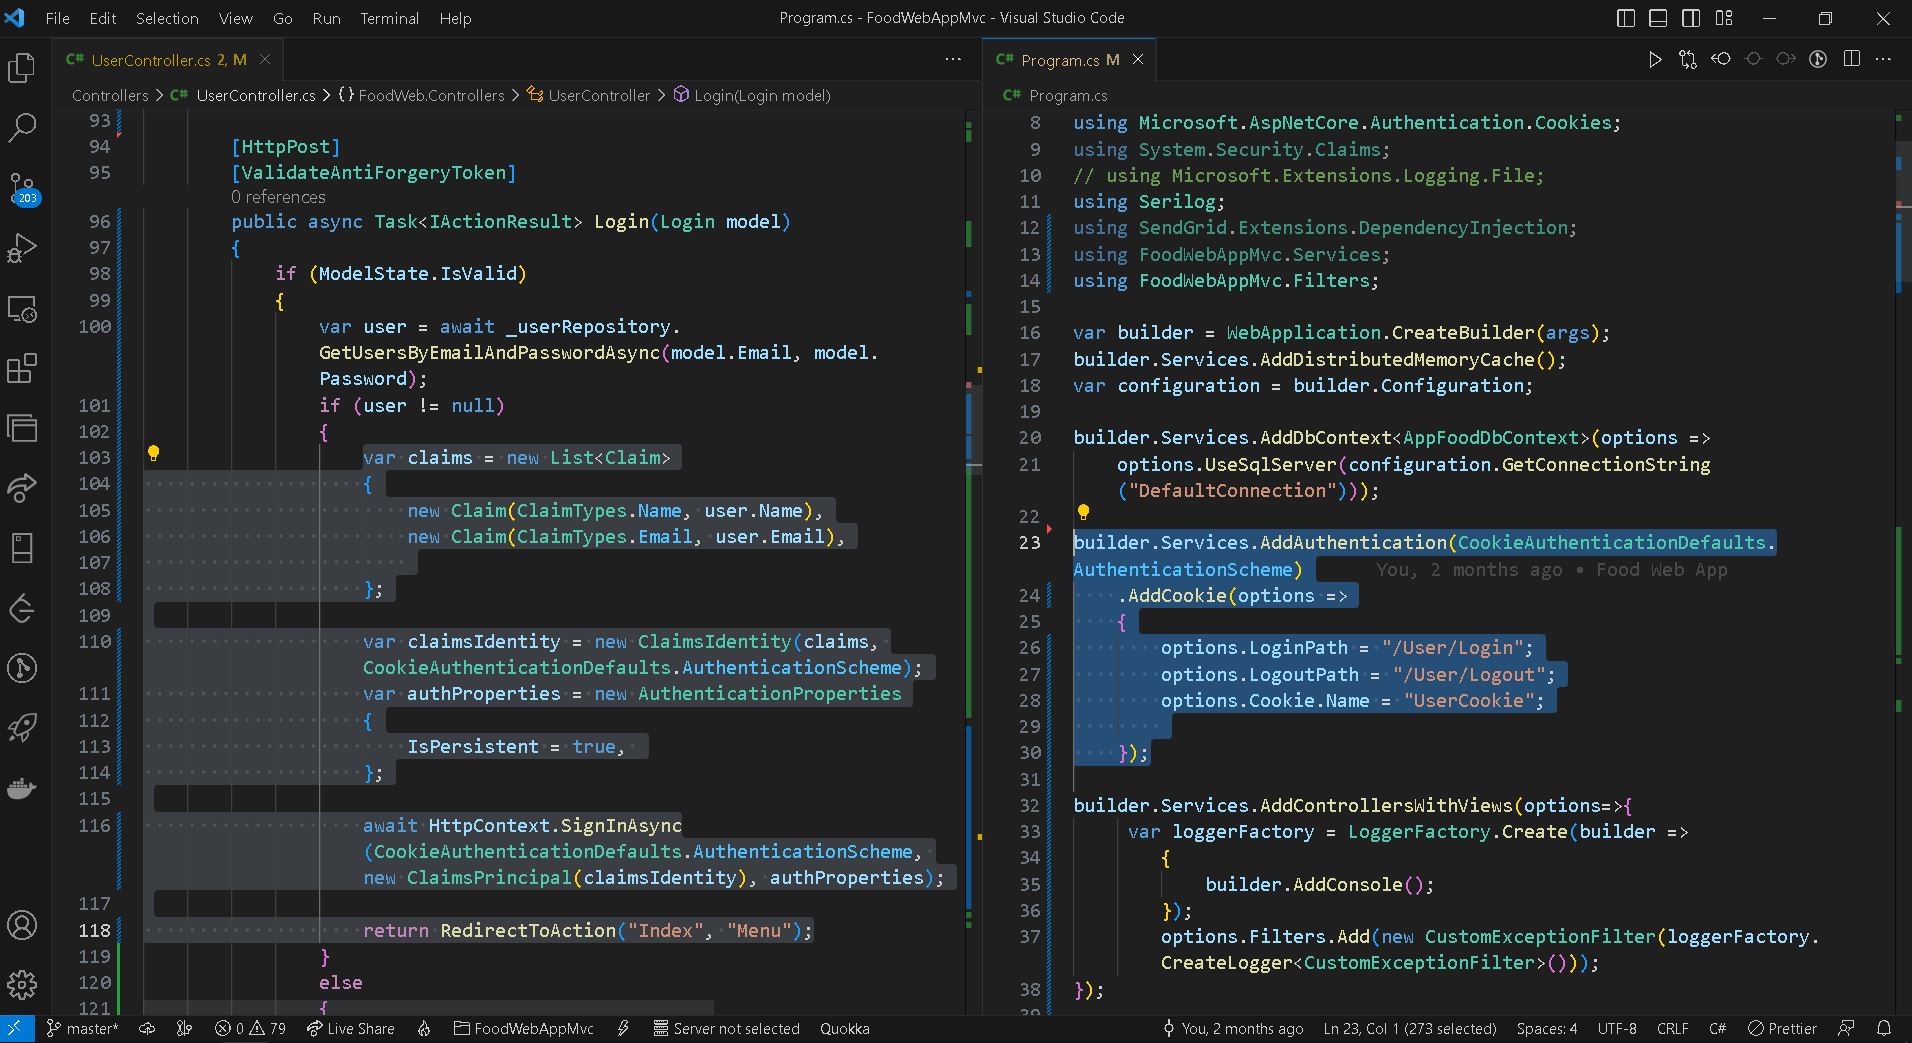 File Edit Selection View Go Run Terminal Help
Program.cs - FoodWebAppMvc - Visual Studio Code
UserController.cs 2, M
Controllers > UserController.cs > {} FoodWeb.Controllers > UserController > Login(Login model)
93
94 [HttpPost]
95 [ValidateAntiForgeryToken]
0 references
96 public async Task<IActionResult> Login(Login model)
97 {
98 if (ModelState.IsValid)
99 {
100 var user = await _userRepository.
GetUsersByEmailAndPasswordAsync(model.Email, model.
Password);
101 if (user != null)
102 {
103 var claims = new List<Claim>
104 {
105 new Claim(ClaimTypes.Name, user.Name),
106 new Claim(ClaimTypes.Email, user.Email),
107
108 };
109
110 var claimsIdentity = new ClaimsIdentity(claims,
CookieAuthenticationDefaults.AuthenticationScheme);
111 var authProperties = new AuthenticationProperties
112 {
113 IsPersistent = true,
114 };
115
116 await HttpContext.SignInAsync
(CookieAuthenticationDefaults.AuthenticationScheme,
new ClaimsPrincipal(claimsIdentity), authProperties);
117
118 return RedirectToAction("Index", "Menu");
119 }
120 else
121 {
Program.cs M
Program.cs
8 using Microsoft.AspNetCore.Authentication.Cookies;
9 using System.Security.Claims;
10 // using Microsoft.Extensions.Logging.File;
11 using Serilog;
12 using SendGrid.Extensions.DependencyInjection;
13 using FoodWebAppMvc.Services;
14 using FoodWebAppMvc.Filters;
15
16 var builder = WebApplication.CreateBuilder(args);
17 builder.Services.AddDistributedMemoryCache();
18 var configuration = builder.Configuration;
19
20 builder.Services.AddDbContext<AppFoodDbContext>(options =>
21 options.UseSqlServer(configuration.GetConnectionString
("DefaultConnection")));
22
23 builder.Services.AddAuthentication(CookieAuthenticationDefaults.
AuthenticationScheme) You, 2 months ago • Food Web App
24 .AddCookie(options =>
25 {
26 options.LoginPath = "/User/Login";
27 options.LogoutPath = "/User/Logout";
28 options.Cookie.Name = "UserCookie";
29
30 });
31
32 builder.Services.AddControllersWithViews(options=>{
33 var loggerFactory = LoggerFactory.Create(builder =>
34 {
35 builder.AddConsole();
36 });
37 options.Filters.Add(new CustomExceptionFilter(loggerFactory.
CreateLogger<CustomExceptionFilter>()));
38 });
39
203
master* 0 79 Live Share FoodWebAppMvc Server not selected Quokka You, 2 months ago Ln 23, Col 1 (273 selected) Spaces: 4 UTF-8 CRLF C# Prettier